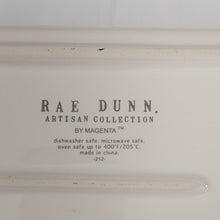 RAE DUNN.
ARTISAN COLLECTION
BY MAGENTA™
dishwasher safe. microwave safe.
oven safe up to 400°F/205°C.
made in china.
-212-